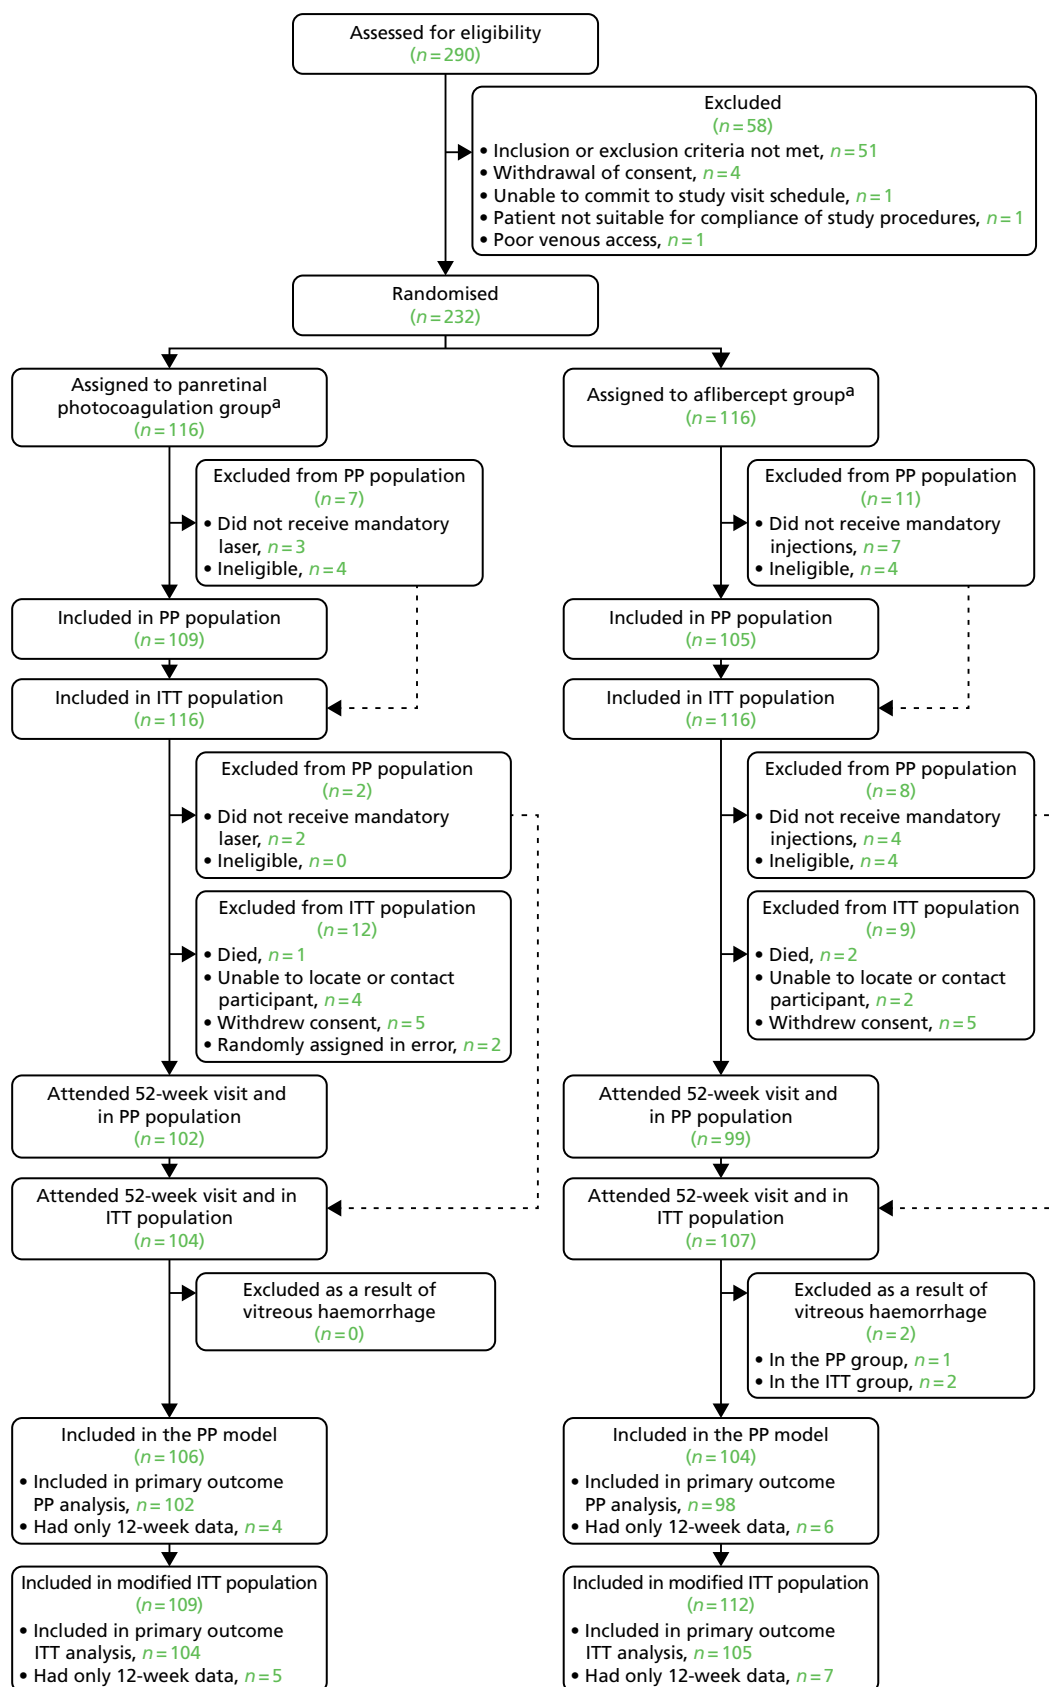 Assessed for eligibility
(n=290)
Excluded
(n=58)
• Inclusion or exclusion criteria not met, n=51
• Withdrawal of consent, n=4
• Unable to commit to study visit schedule, n=1
• Patient not suitable for compliance of study procedures, n=1
• Poor venous access, n=1
Randomised
(n=232)
Assigned to panretinal
photocoagulation groupa
(n=116)
Excluded from PP population
(n=7)
• Did not receive mandatory
laser, n=3
• Ineligible, n=4
Included in PP population
(n=109)
Included in ITT population
(n=116)
Excluded from PP population
(n=2)
• Did not receive mandatory
laser, n=2
• Ineligible, n=0
Excluded from ITT population
(n=12)
• Died, n=1
• Unable to locate or contact
participant, n=4
• Withdrew consent, n=5
• Randomly assigned in error, n=2
Attended 52-week visit and
in PP population
(n=102)
Attended 52-week visit and in
ITT population
(n=104)
Excluded as a result of
vitreous haemorrhage
(n=0)
Included in the PP model
(n=106)
• Included in primary outcome
PP analysis, n=102
• Had only 12-week data, n=4
Included in modified ITT population
(n=109)
• Included in primary outcome
ITT analysis, n=104
• Had only 12-week data, n=5
Assigned to aflibercept groupa
(n=116)
Excluded from PP population
(n=11)
• Did not receive mandatory
injections, n=7
• Ineligible, n=4
Included in PP population
(n=105)
Included in ITT population
(n=116)
Excluded from PP population
(n=8)
• Did not receive mandatory
injections, n=4
• Ineligible, n=4
Excluded from ITT population
(n=9)
• Died, n=2
• Unable to locate or contact
participant, n=2
• Withdrew consent, n=5
Attended 52-week visit and
in PP population
(n=99)
Attended 52-week visit and in
ITT population
(n=107)
Excluded as a result of
vitreous haemorrhage
(n=2)
• In the PP group, n=1
• In the ITT group, n=2
Included in the PP model
(n=104)
• Included in primary outcome
PP analysis, n=98
• Had only 12-week data, n=6
Included in modified ITT population
(n=112)
• Included in primary outcome
ITT analysis, n=105
• Had only 12-week data, n=7